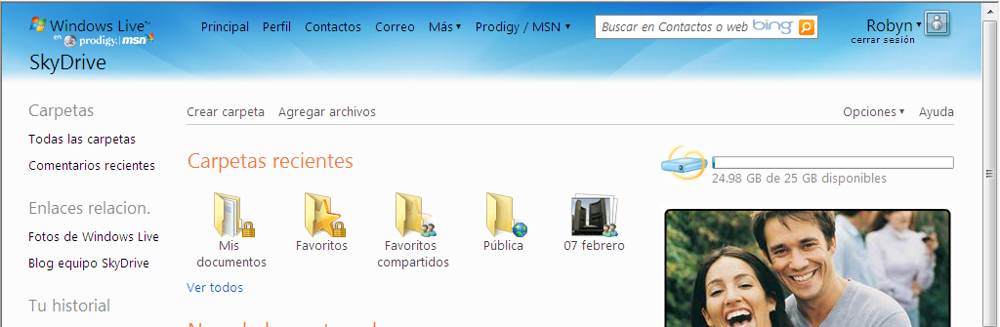 Windows Live™
en prodigy. msn
Principal Perfil Contactos Correo Más Prodigy / MSN
Buscar en Contactos o web bing
Robyn
cerrar sesión
SkyDrive
Carpetas
Todas las carpetas
Comentarios recientes
Enlaces relacion.
Fotos de Windows Live
Blog equipo SkyDrive
Tu historial
Crear carpeta Agregar archivos
Opciones Ayuda
Carpetas recientes
24.98 GB de 25 GB disponibles
Mis
documentos
Favoritos
Favoritos
compartidos
Pública
07 febrero
Ver todos